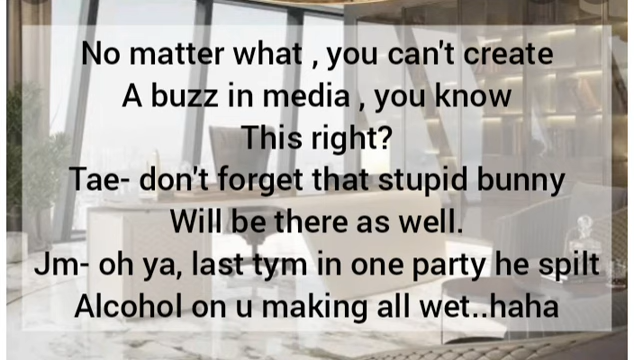 No matter what , you can't create
A buzz in media , you know
This right?
Tae- don't forget that stupid bunny
Will be there as well.
Jm- oh ya, last tym in one party he spilt
Alcohol on u making all wet..haha